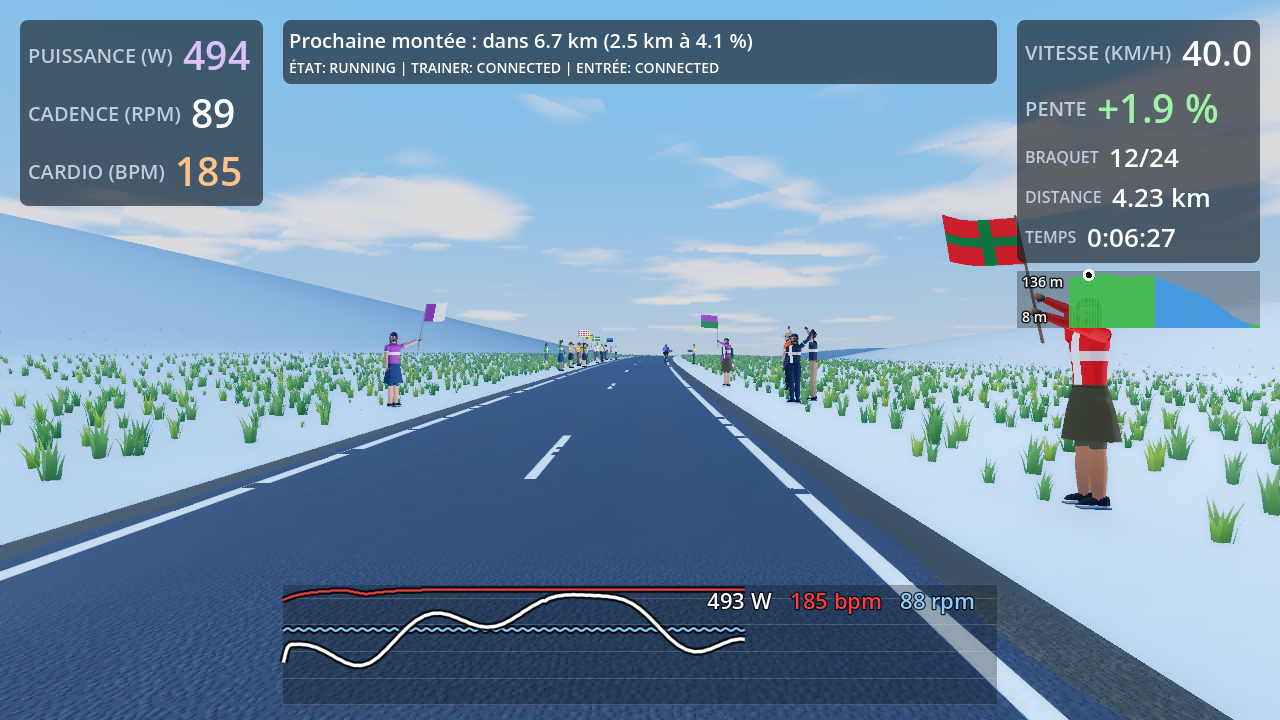 PUISSANCE (W) 494
CADENCE (RPM) 89
CARDIO (BPM) 185
Prochaine montée : dans 6.7 km (2.5 km à 4.1 %)
ÉTAT: RUNNING | TRAINER: CONNECTED | ENTRÉE: CONNECTED
VITESSE (KM/H) 40.0
PENTE +1.9 %
BRAQUET 12/24
DISTANCE 4.23 km
TEMPS 0:06:27
136 m
8 m
493 W 185 bpm 88 rpm